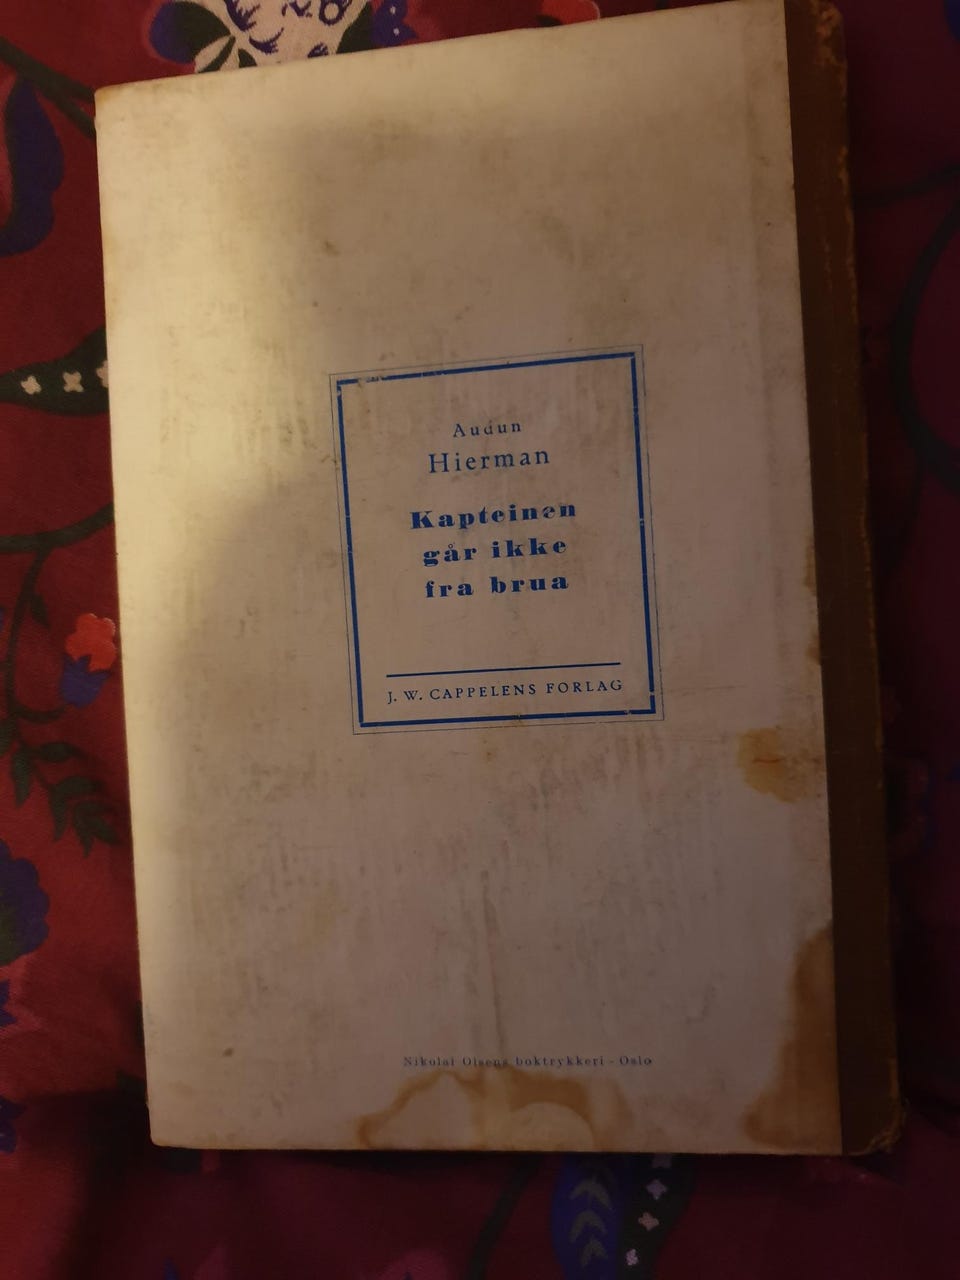 Audun
Hierman
Kapteinen
går ikke
fra brua
J. W. CAPPELENS FORLAG
Nikolai Olsens boktrykkeri - Oslo